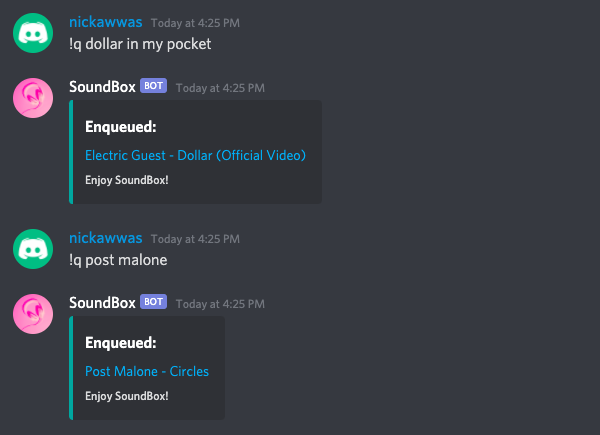 nickawwas Today at 4:25 PM
!q dollar in my pocket
SoundBox BOT Today at 4:25 PM
Enqueued:
Electric Guest - Dollar (Official Video)
Enjoy SoundBox!
nickawwas Today at 4:25 PM
!q post malone
SoundBox BOT Today at 4:25 PM
Enqueued:
Post Malone - Circles
Enjoy SoundBox!